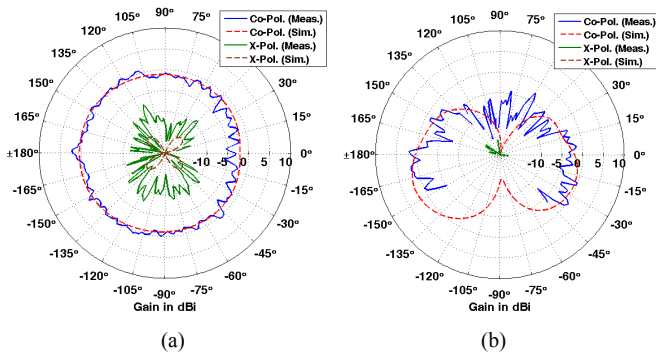 90º
105º
75º
120º
135º
150º
165º
±180º
-165º
-150º
-135º
-120º
-105º
-90º
-75º
-60º
-45º
-30º
-15º
0º
15º
30º
-10 -5 0 5 10
Co-Pol. (Meas.)
Co-Pol. (Sim.)
X-Pol. (Meas.)
X-Pol. (Sim.)
Gain in dBi
(a)
90º
105º
75º
120º
135º
150º
165º
±180º
-165º
-150º
-135º
-120º
-105º
-90º
-75º
-60º
-45º
-30º
-15º
0º
15º
30º
-10 -5 0 5 10
Co-Pol. (Meas.)
Co-Pol. (Sim.)
X-Pol. (Meas.)
X-Pol. (Sim.)
Gain in dBi
(b)